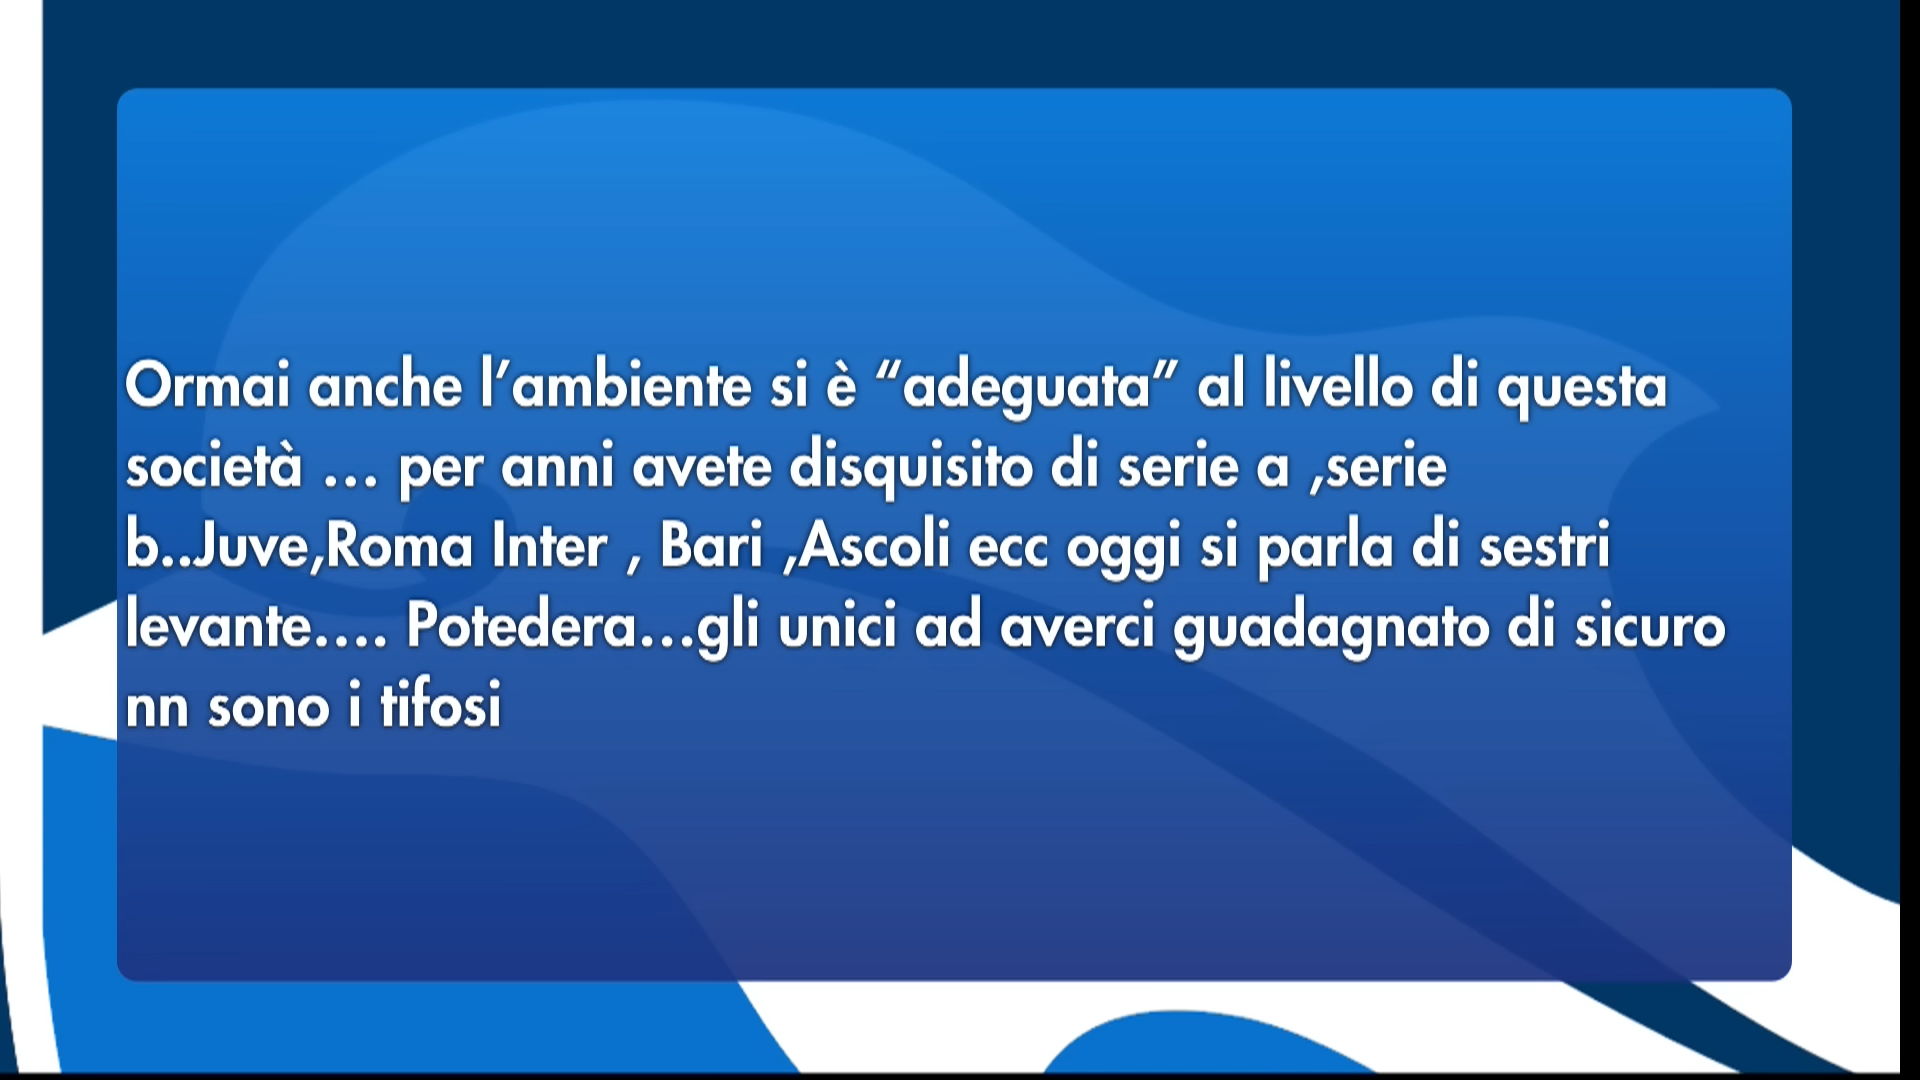 Ormai anche l’ambiente si è “adeguata” al livello di questa
società … per anni avete disquisito di serie a ,serie
b..Juve,Roma Inter , Bari ,Ascoli ecc oggi si parla di sestri
levante…. Potedera…gli unici ad averci guadagnato di sicuro
nn sono i tifosi